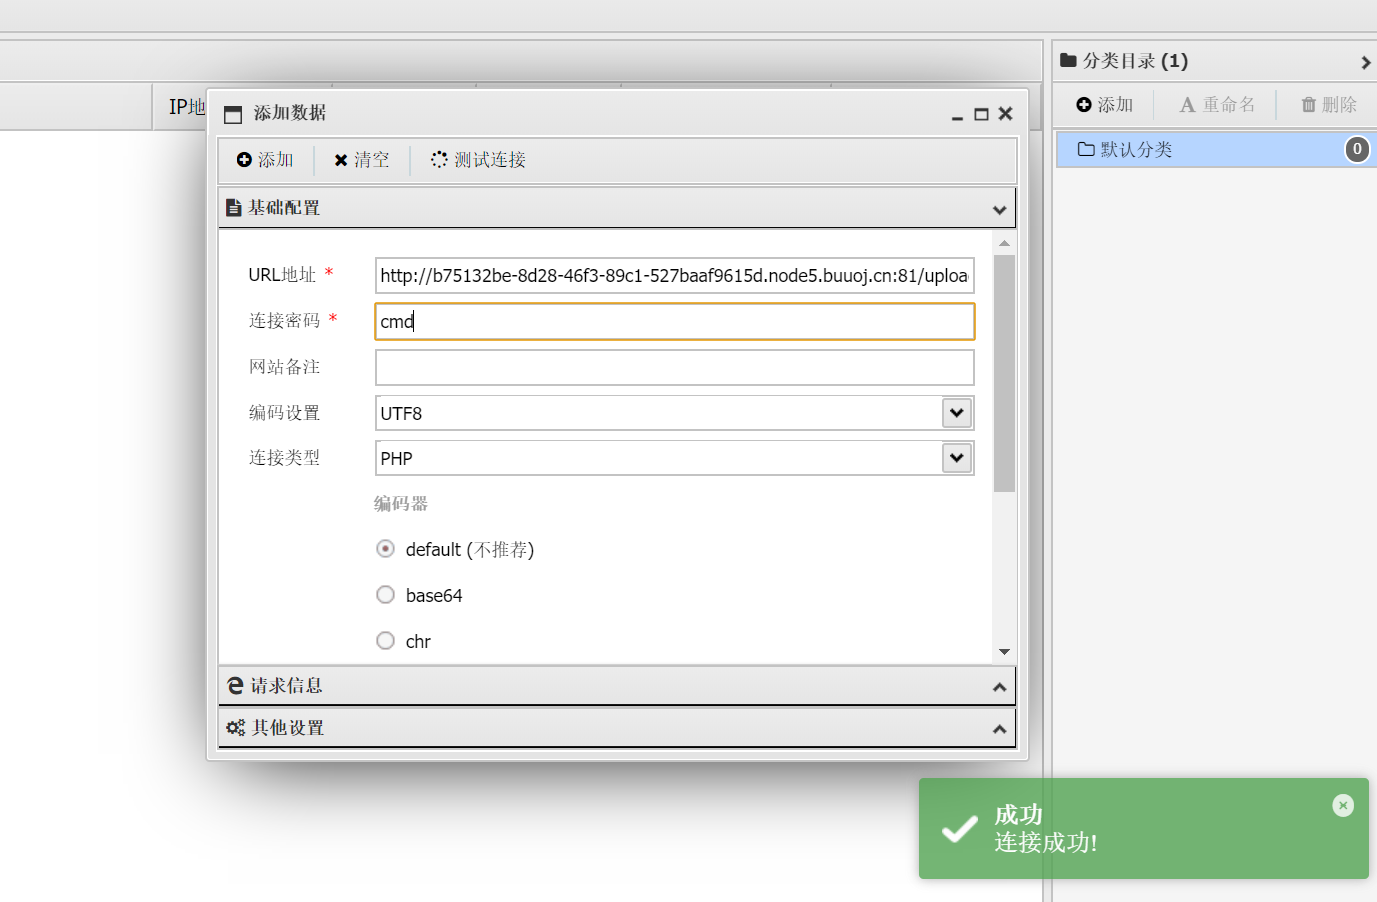 分类目录 (1)
添加
重命名
删除
默认分类
0
IP地
添加数据
添加
清空
测试连接
基础配置
URL地址 *
http://b75132be-8d28-46f3-89c1-527baaf9615d.node5.buuoj.cn:81/uploa
连接密码 *
cmd
网站备注
编码设置
UTF8
连接类型
PHP
编码器
default (不推荐)
base64
chr
请求信息
其他设置
成功
连接成功!